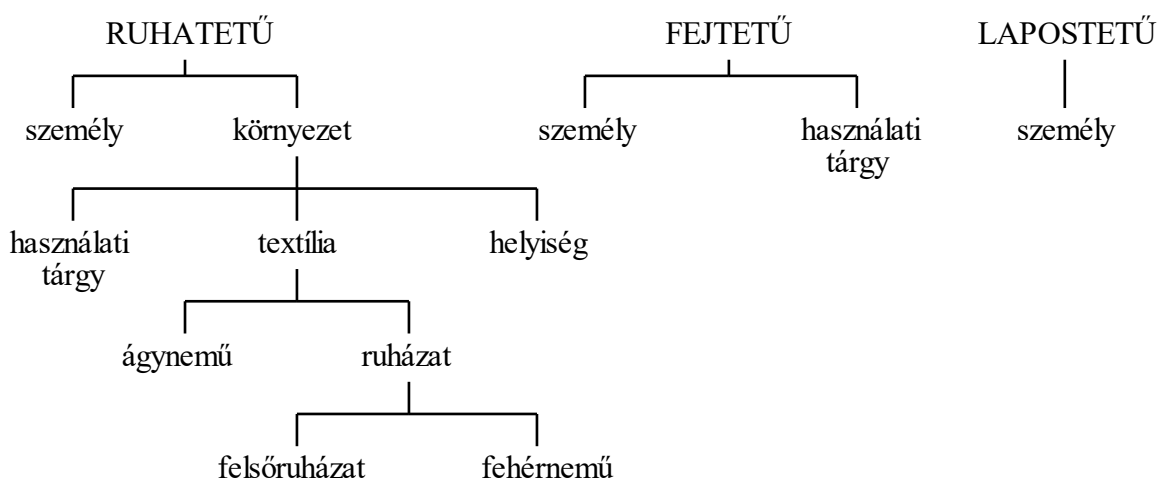 RUHATETŰ FEJTETŰ LAPOSTETŰ
személy környezet személy használati tárgy személy
használati tárgy textília helyiség
ágynemű ruházat
felsőruházat fehérnemű